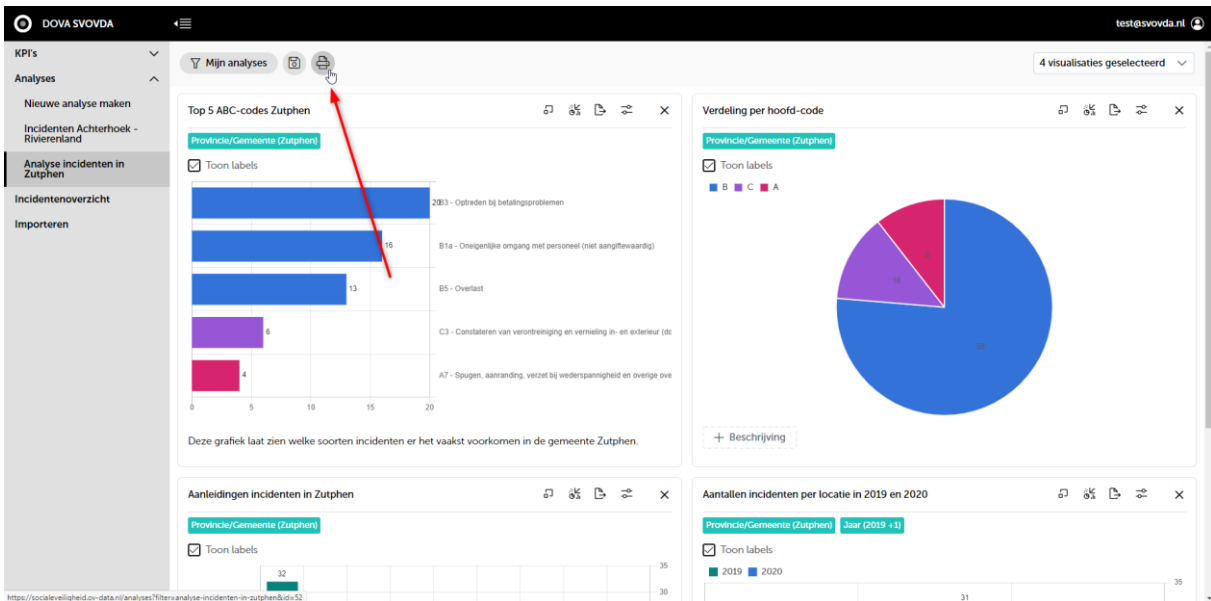 DOVA SVOVDA
test@svovda.nl
KPI's
Analyses
Nieuwe analyse maken
Incidenten Achterhoek -
Rivierenland
Analyse incidenten in
Zutphen
Incidentenoverzicht
Importeren
Mijn analyses
4 visualisaties geselecteerd
Top 5 ABC-codes Zutphen
Provincie/Gemeente (Zutphen)
Toon labels
20
B3 - Optreden bij betalingsproblemen
16
B1a - Oneigenlijke omgang met personeel (niet aangiftewaardig)
13
B5 - Overlast
6
C3 - Constateren van verontreiniging en vernieling in- en exterieur (dc
4
A7 - Spugen, aanranding, verzet bij wederspannigheid en overige ove
0 5 10 15 20
Deze grafiek laat zien welke soorten incidenten er het vaakst voorkomen in de gemeente Zutphen.
Verdeling per hoofd-code
Provincie/Gemeente (Zutphen)
Toon labels
B C A
+ Beschrijving
Aanleidingen incidenten in Zutphen
Provincie/Gemeente (Zutphen)
Toon labels
32
35
30
Aantallen incidenten per locatie in 2019 en 2020
Provincie/Gemeente (Zutphen) Jaar (2019 +1)
Toon labels
2019 2020
31
35
https://socialeveiligheid.ov-data.nl/analyses?filter=analyse-incidenten-in-zutphen&id=52